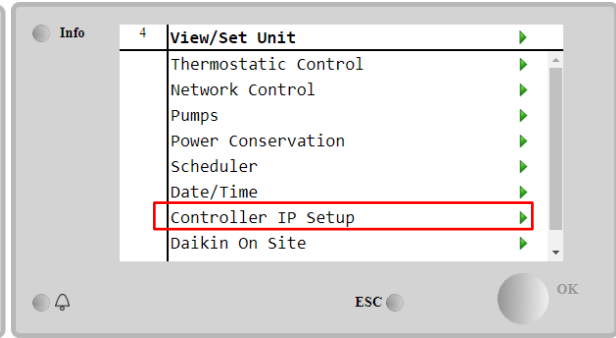 Info
4 View/Set Unit
Thermostatic Control
Network Control
Pumps
Power Conservation
Scheduler
Date/Time
Controller IP Setup
Daikin On Site
ESC
OK